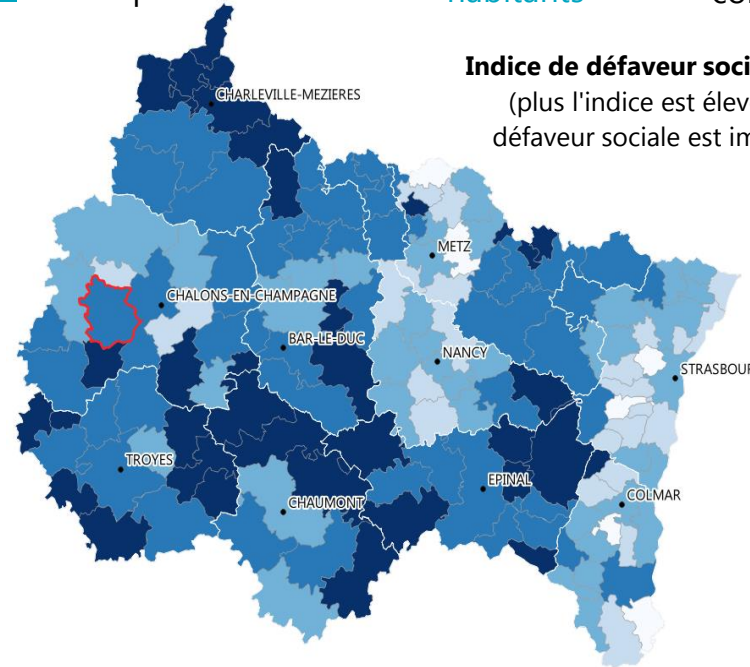 Indice de défaveur soci
(plus l'indice est élev
défaveur sociale est im
CHARLEVILLE-MEZIERES
METZ
CHALONS-EN-CHAMPAGNE
BAR-LE-DUC
NANCY
STRASBOUR
TROYES
EPINAL
CHAUMONT
COLMAR